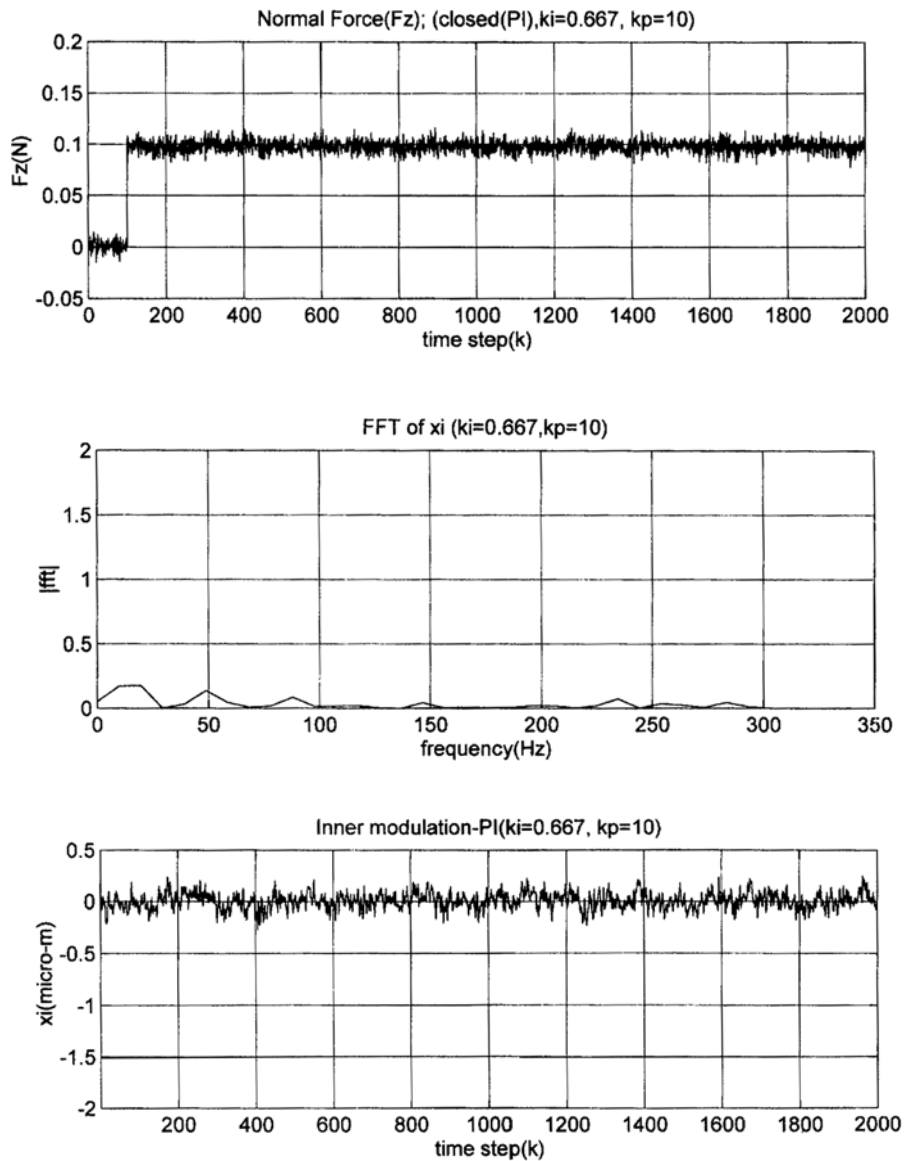 Normal Force(Fz); (closed(PI),ki=0.667, kp=10)
0.2
0.15
0.1
0.05
0
-0.05
Fz(N)
0 200 400 600 800 1000 1200 1400 1600 1800 2000
time step(k)
FFT of xi (ki=0.667,kp=10)
2
1.5
1
0.5
0
|fft|
0 50 100 150 200 250 300 350
frequency(Hz)
Inner modulation-PI(ki=0.667, kp=10)
0.5
0
-0.5
-1
-1.5
-2
xi(micro-m)
200 400 600 800 1000 1200 1400 1600 1800 2000
time step(k)